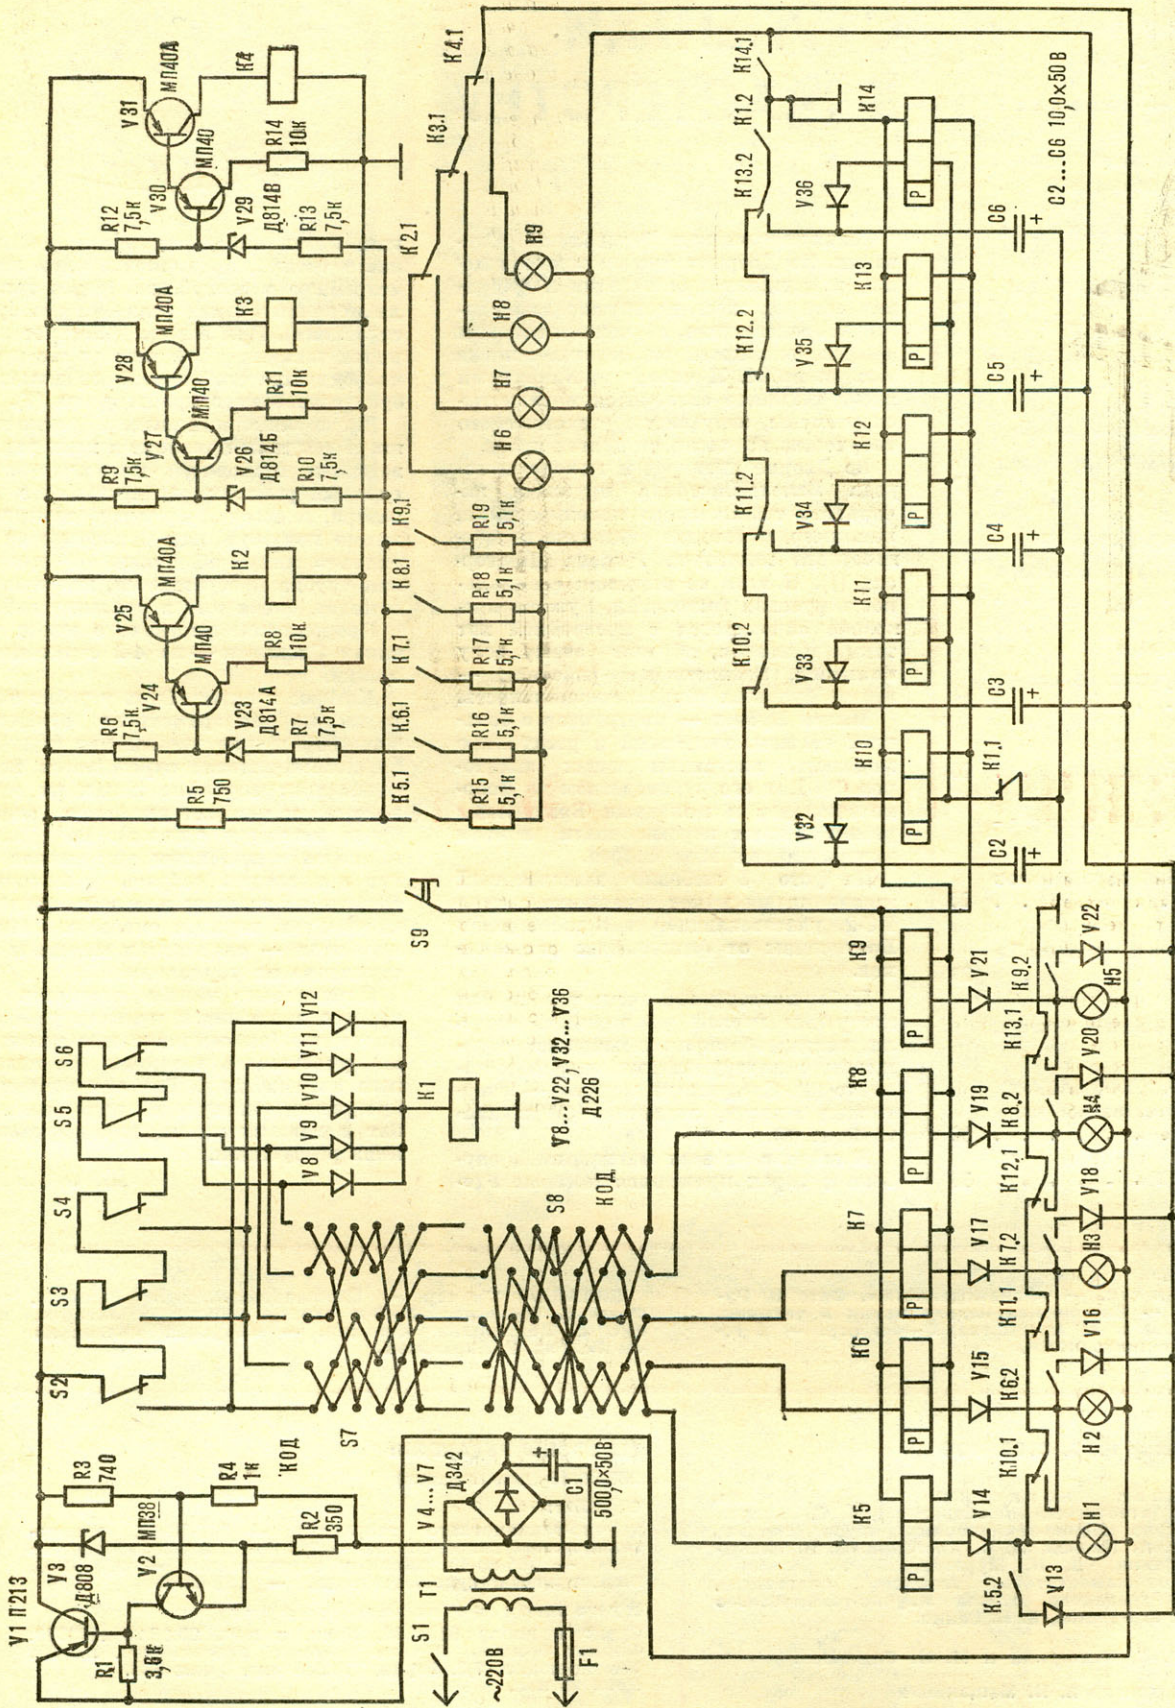 V1 П213
R1
3,6к
V3
Д808
V2
МП38
R3
740
R4
1к
R2
350
S1
~220В
F1
T1
V4...V7
Д342
C1
500,0×50В
S2
S3
S4
S5
S6
V8
V9
V10
V11
V12
K1
V8...V22, V32...V36
Д226
S7
КОД
S8
КОД
S9
K5
K6
K7
K8
K9
P
P
P
P
P
V14
V15
V17
V19
V21
K5.2
V13
H1
K10.1
K6.2
H2
V16
K11.1
K7.2
H3
V18
K12.1
K8.2
H4
V20
K13.1
K9.2
H5
V22
R5
750
R6
7,5к
V24
МП40
V25
МП40А
K2
V23
Д814А
R8
10к
R7
7,5к
R9
7,5к
V27
МП40
V28
МП40А
K3
V26
Д814Б
R11
10к
R10
7,5к
R12
7,5к
V30
МП40
V31
МП40А
K4
V29
Д814В
R14
10к
R13
7,5к
K5.1
K6.1
K7.1
K8.1
K9.1
R15
5,1к
R16
5,1к
R17
5,1к
R18
5,1к
R19
5,1к
K2.1
K3.1
K4.1
H6
H7
H8
H9
K10.2
K11.2
K12.2
K13.2
K1.2
K14.1
V32
V33
V34
V35
V36
K10
K11
K12
K13
K14
P
P
P
P
P
K1.1
C2
C3
C4
C5
C6
C2...C6 10,0×50В